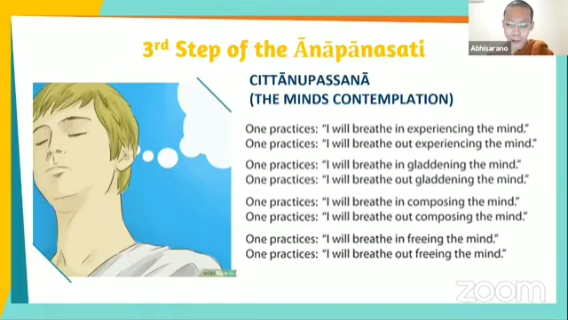 3rd Step of the Ānāpānasati
Abhisarano
CITTĀNUPASSANĀ
(THE MINDS CONTEMPLATION)
One practices: “I will breathe in experiencing the mind.”
One practices: “I will breathe out experiencing the mind.”
One practices: “I will breathe in gladdening the mind.”
One practices: “I will breathe out gladdening the mind.”
One practices: “I will breathe in composing the mind.”
One practices: “I will breathe out composing the mind.”
One practices: “I will breathe in freeing the mind.”
One practices: “I will breathe out freeing the mind.”
zoom